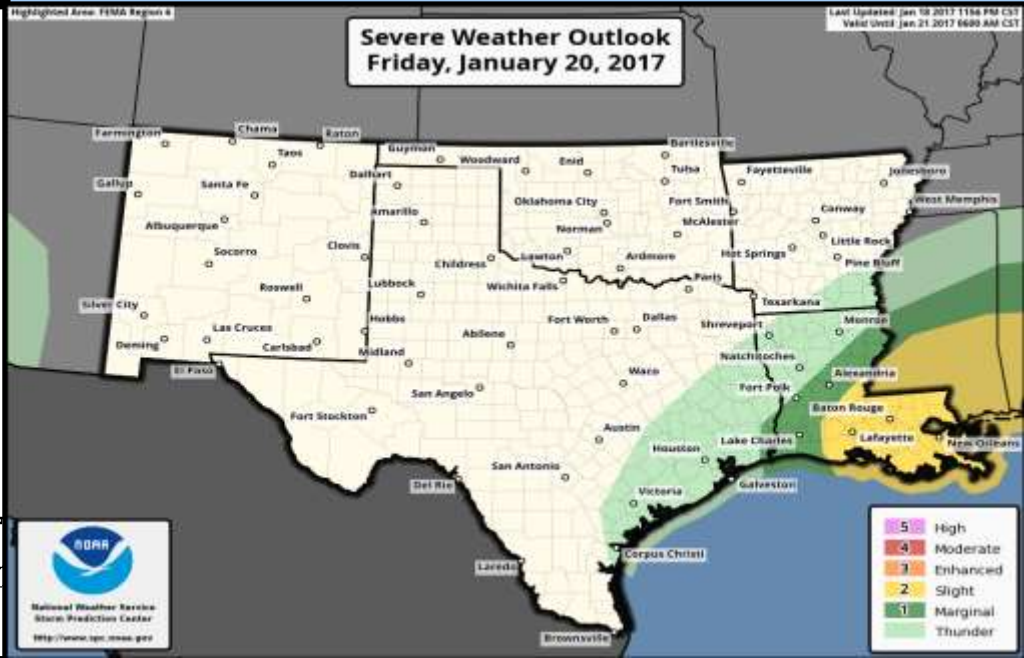 Highlighted Area: FEMA Region 6
Last Updated: Jan 18 2017 1156 PM CST
Valid Until: Jan 21 2017 0600 AM CST
Severe Weather Outlook
Friday, January 20, 2017
Farmington
Chama
Raton
Taos
Guymon
Woodward
Enid
Bartlesville
Tulsa
Fayetteville
Jonesboro
Gallup
Santa Fe
Dalhart
Oklahoma City
Fort Smith
Conway
West Memphis
Albuquerque
Amarillo
Norman
McAlester
Little Rock
Socorro
Clovis
Childress
Lawton
Ardmore
Hot Springs
Pine Bluff
Roswell
Lubbock
Wichita Falls
Paris
Texarkana
Silver City
Las Cruces
Hobbs
Abilene
Fort Worth
Dallas
Shreveport
Monroe
Deming
Carlsbad
Midland
Natchitoches
El Paso
San Angelo
Waco
Fort Polk
Alexandria
Fort Stockton
Baton Rouge
Austin
Houston
Lake Charles
Lafayette
New Orleans
San Antonio
Del Rio
Victoria
Galveston
Corpus Christi
Laredo
Brownsville
NOAA
National Weather Service
Storm Prediction Center
http://www.spc.noaa.gov
5 High
4 Moderate
3 Enhanced
2 Slight
1 Marginal
Thunder